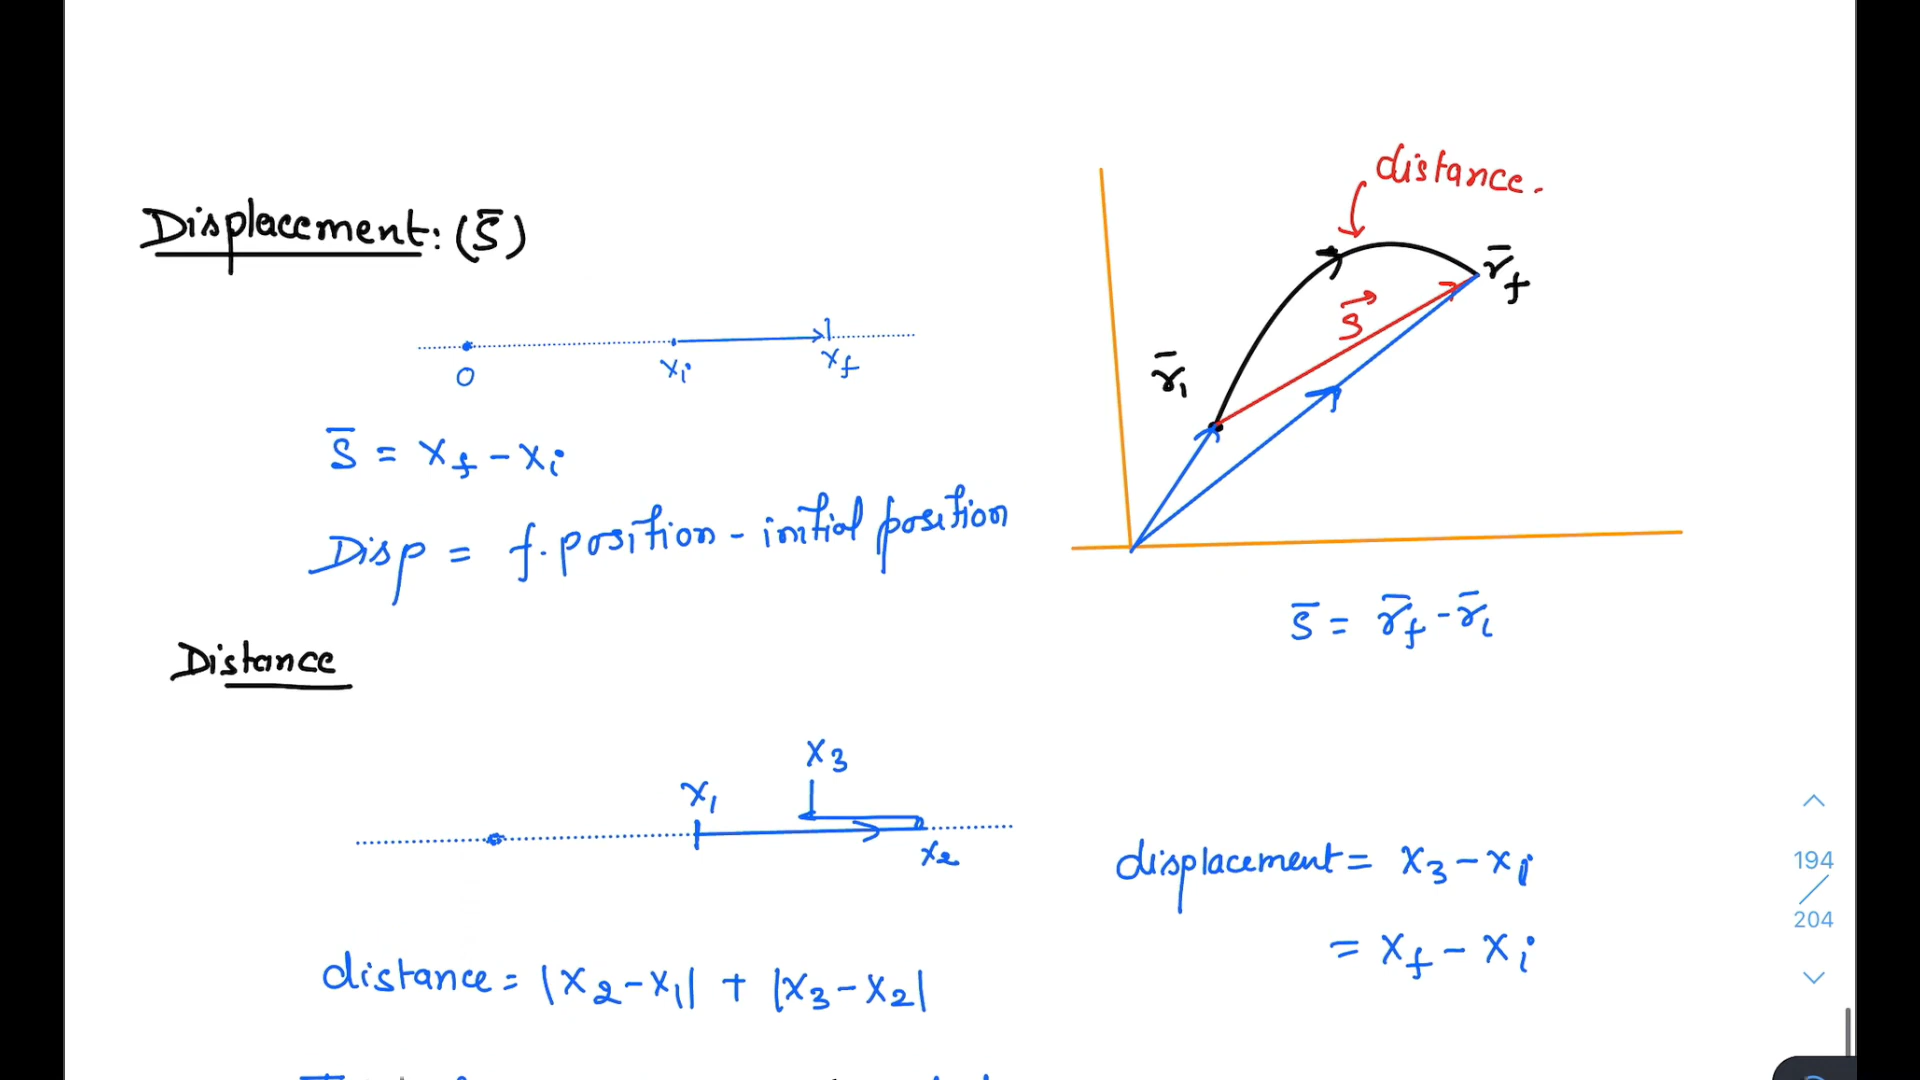 Displacement: (s̄)
0 xi xf
s̄ = xf - xi
Disp = f. position - initial position
distance.
r̄f
s⃗
r̄1
s̄ = r̄f - r̄i
Distance
x3
x1
x2
distance = |x2-x1| + |x3-x2|
displacement = x3-xi
= xf - xi
194
204